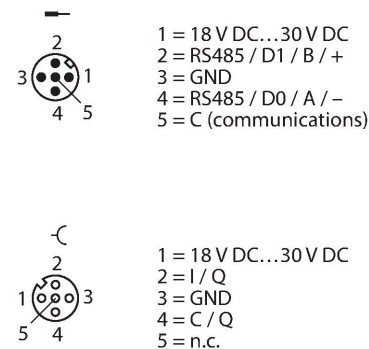 2
3
1
4
5
1 = 18 V DC…30 V DC
2 = RS485 / D1 / B / +
3 = GND
4 = RS485 / D0 / A / –
5 = C (communications)
2
1
3
5
4
1 = 18 V DC…30 V DC
2 = I / Q
3 = GND
4 = C / Q
5 = n.c.